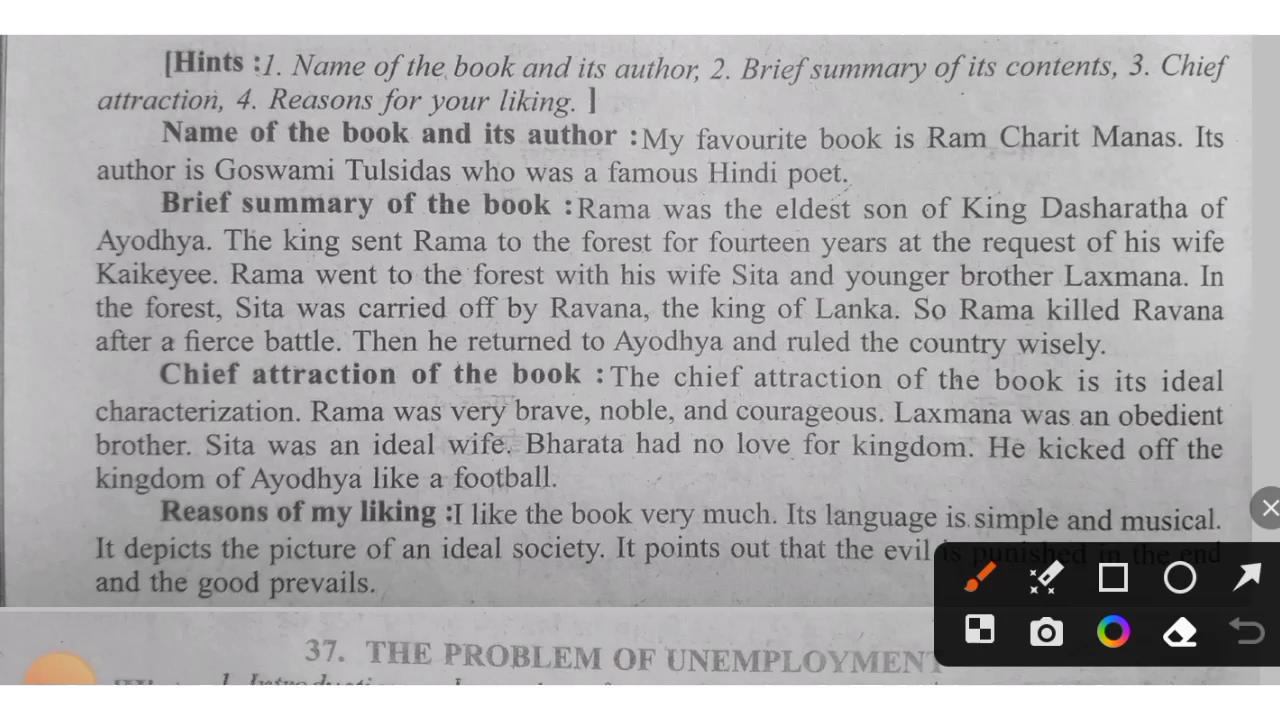 [Hints : 1. Name of the book and its author, 2. Brief summary of its contents, 3. Chief
attraction, 4. Reasons for your liking. ]
Name of the book and its author : My favourite book is Ram Charit Manas. Its
author is Goswami Tulsidas who was a famous Hindi poet.
Brief summary of the book : Rama was the eldest son of King Dasharatha of
Ayodhya. The king sent Rama to the forest for fourteen years at the request of his wife
Kaikeyee. Rama went to the forest with his wife Sita and younger brother Laxmana. In
the forest, Sita was carried off by Ravana, the king of Lanka. So Rama killed Ravana
after a fierce battle. Then he returned to Ayodhya and ruled the country wisely.
Chief attraction of the book : The chief attraction of the book is its ideal
characterization. Rama was very brave, noble, and courageous. Laxmana was an obedient
brother. Sita was an ideal wife. Bharata had no love for kingdom. He kicked off the
kingdom of Ayodhya like a football.
Reasons of my liking : I like the book very much. Its language is simple and musical.
It depicts the picture of an ideal society. It points out that the evil is punished in the end
and the good prevails.
37. THE PROBLEM OF UNEMPLOYMENT